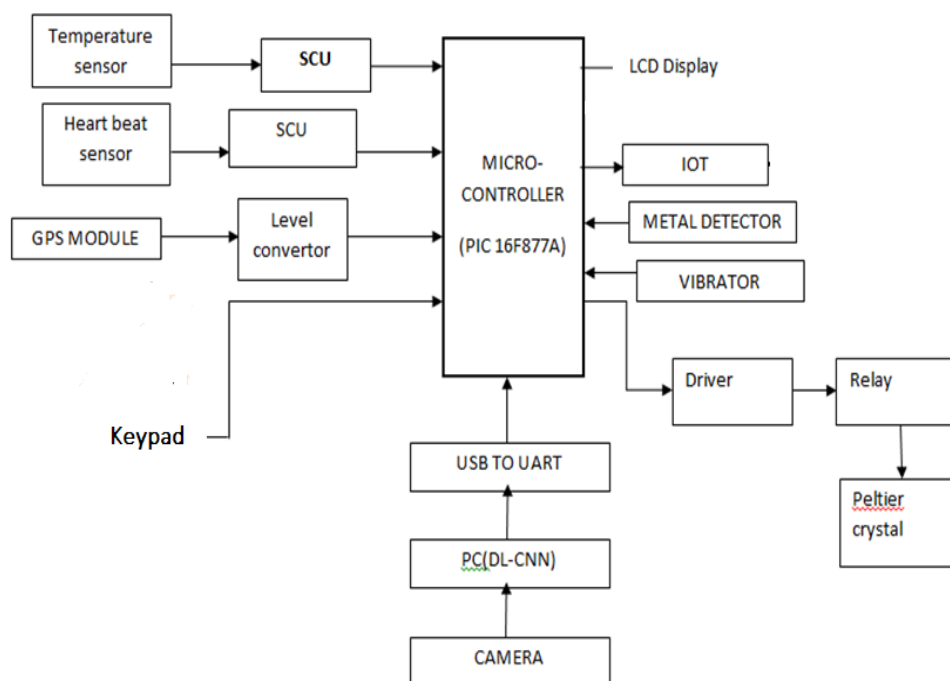 Temperature
sensor
SCU
Heart beat
sensor
SCU
GPS MODULE
Level
convertor
Keypad
MICRO-
CONTROLLER
(PIC 16F877A)
LCD Display
IOT
METAL DETECTOR
VIBRATOR
Driver
Relay
Peltier
crystal
USB TO UART
PC(DL-CNN)
CAMERA